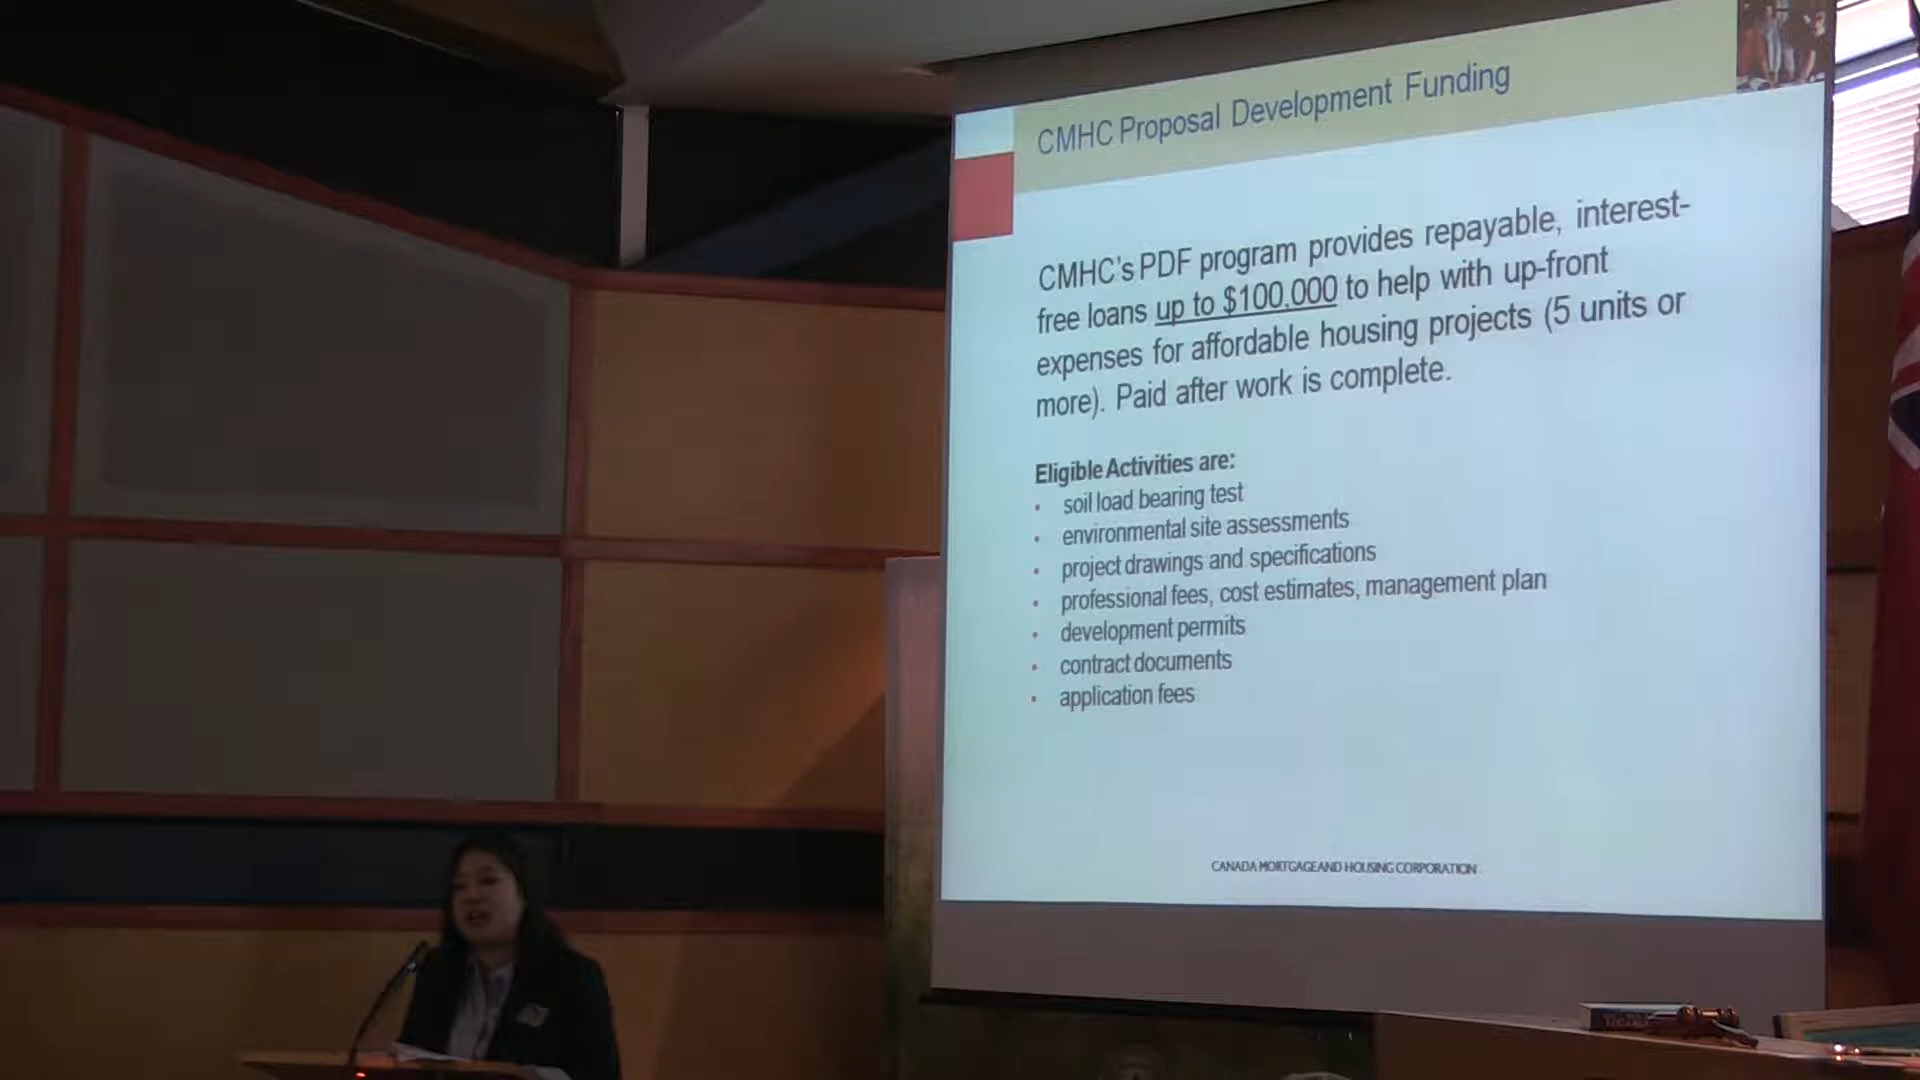 CMHC Proposal Development Funding
CMHC's PDF program provides repayable, interest-
free loans up to $100,000 to help with up-front
expenses for affordable housing projects (5 units or
more). Paid after work is complete.
Eligible Activities are:
• soil load bearing test
• environmental site assessments
• project drawings and specifications
• professional fees, cost estimates, management plan
• development permits
• contract documents
• application fees
CANADA MORTGAGE AND HOUSING CORPORATION